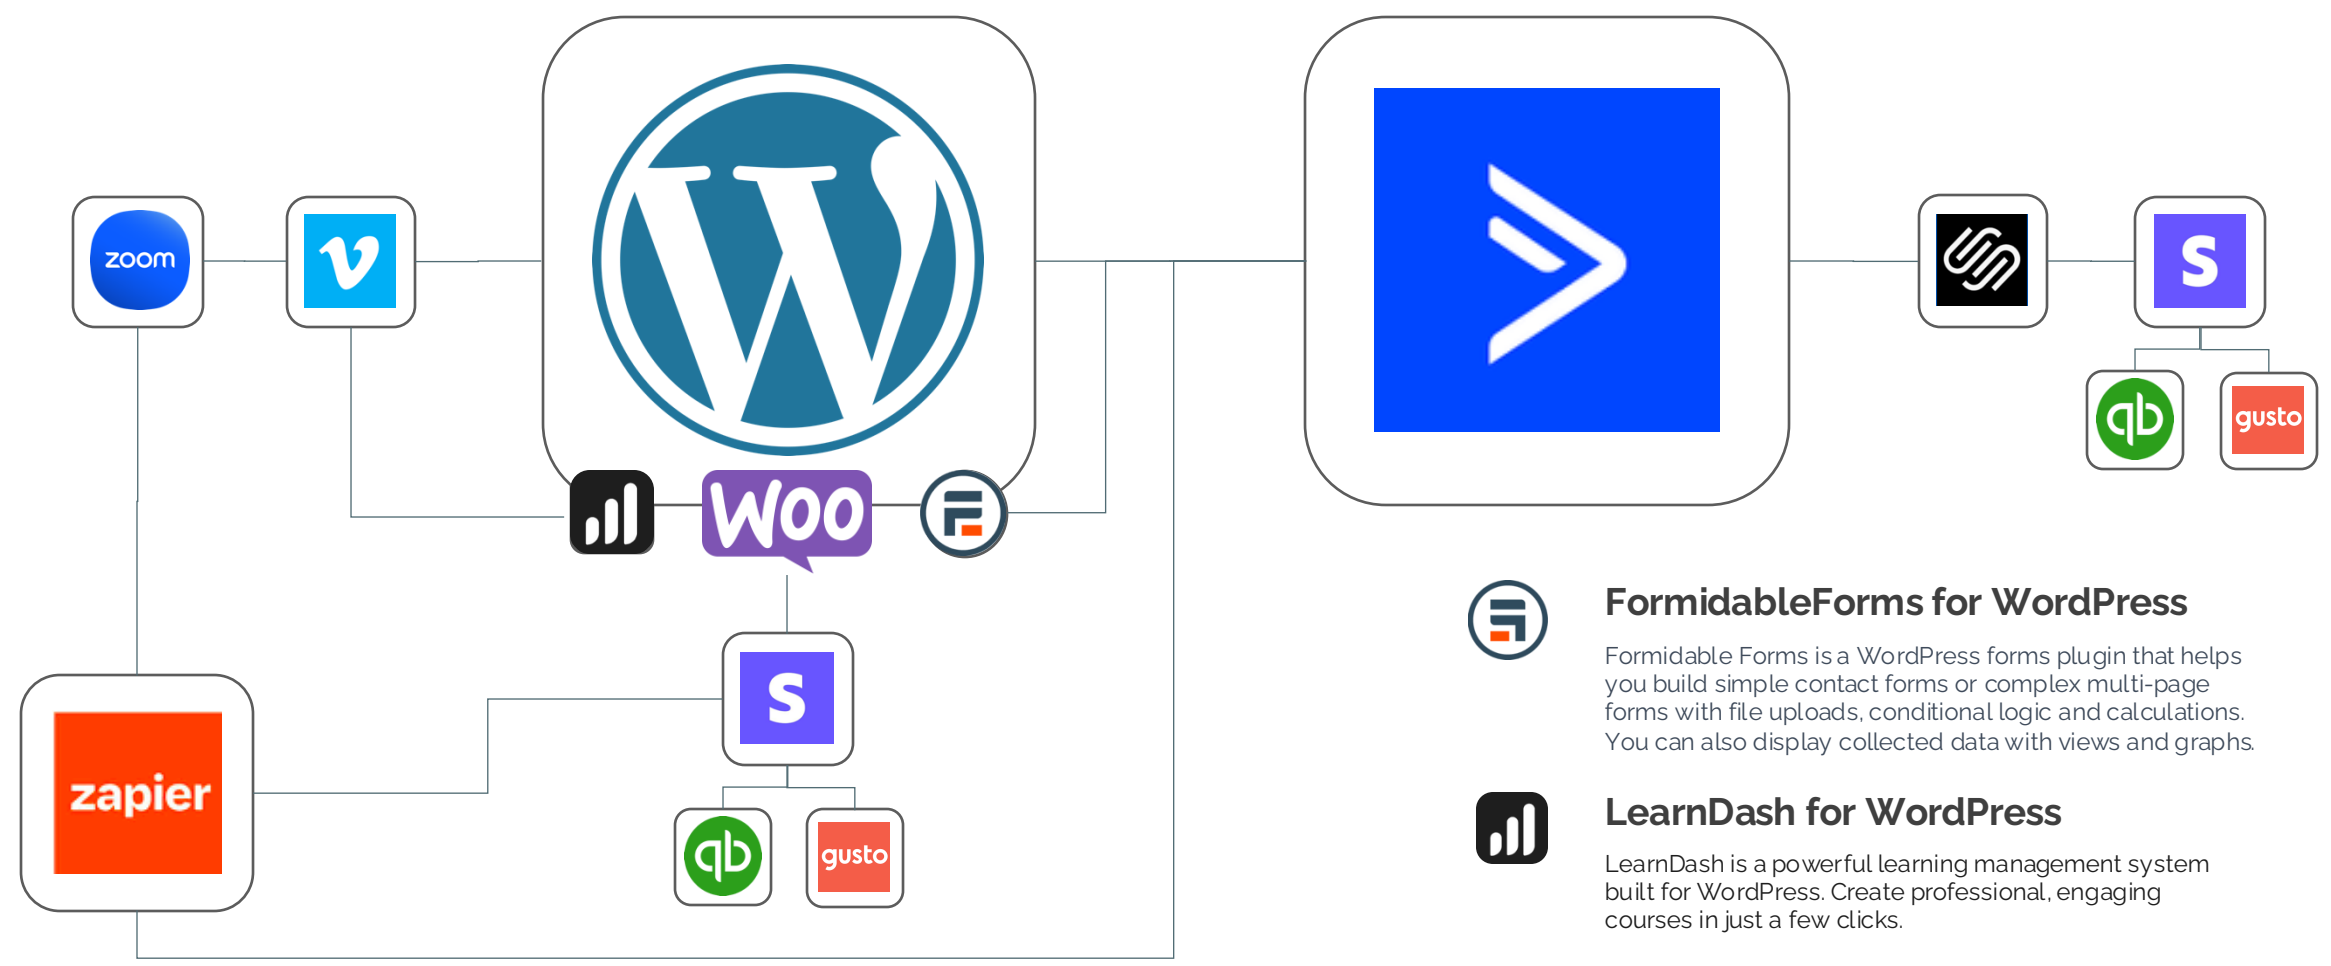 zoom
WOO
zapier
qb
gusto
qb
gusto
FormidableForms for WordPress
Formidable Forms is a WordPress forms plugin that helps
you build simple contact forms or complex multi-page
forms with file uploads, conditional logic and calculations.
You can also display collected data with views and graphs.
LearnDash for WordPress
LearnDash is a powerful learning management system
built for WordPress. Create professional, engaging
courses in just a few clicks.